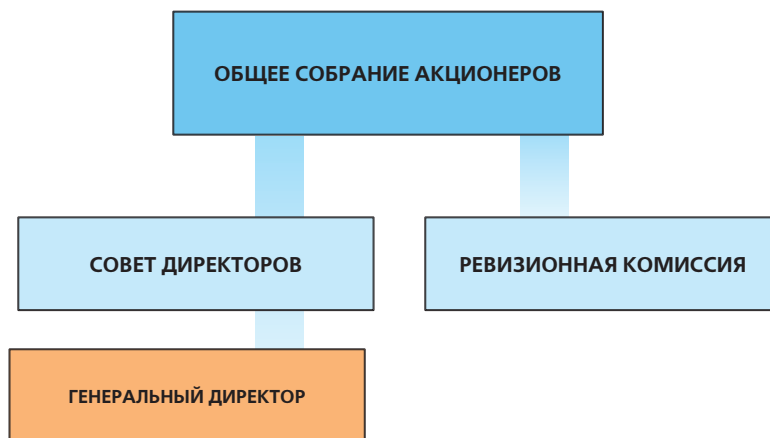 ОБЩЕЕ СОБРАНИЕ АКЦИОНЕРОВ
СОВЕТ ДИРЕКТОРОВ
РЕВИЗИОННАЯ КОМИССИЯ
ГЕНЕРАЛЬНЫЙ ДИРЕКТОР